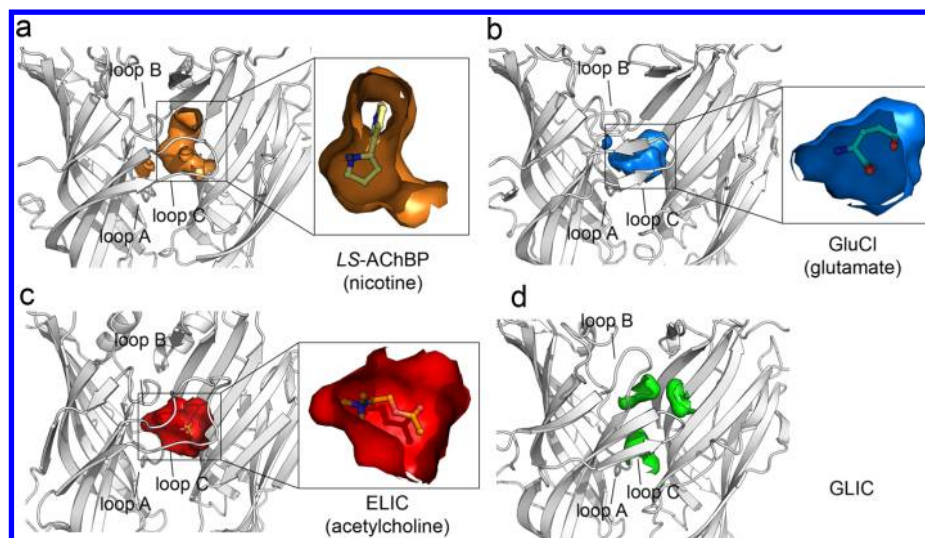 a
loop B
loop C
loop A
LS-AChBP
(nicotine)
b
loop B
loop C
loop A
GluCl
(glutamate)
c
loop B
loop A
loop C
ELIC
(acetylcholine)
d
loop B
loop C
loop A
GLIC